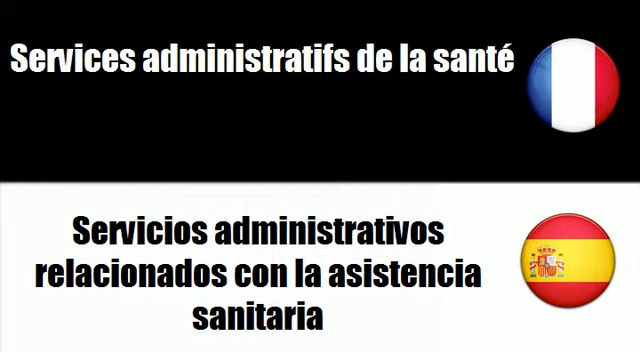 Services administratifs de la santé
Servicios administrativos
relacionados con la asistencia
sanitaria